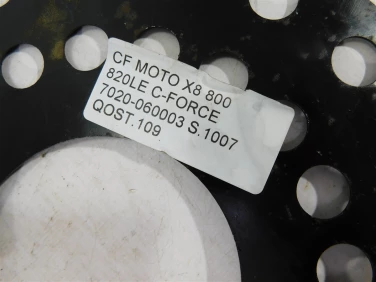 CF MOTO X8 800
820LE C-FORCE
7020-060003 S.1007
QOST.109